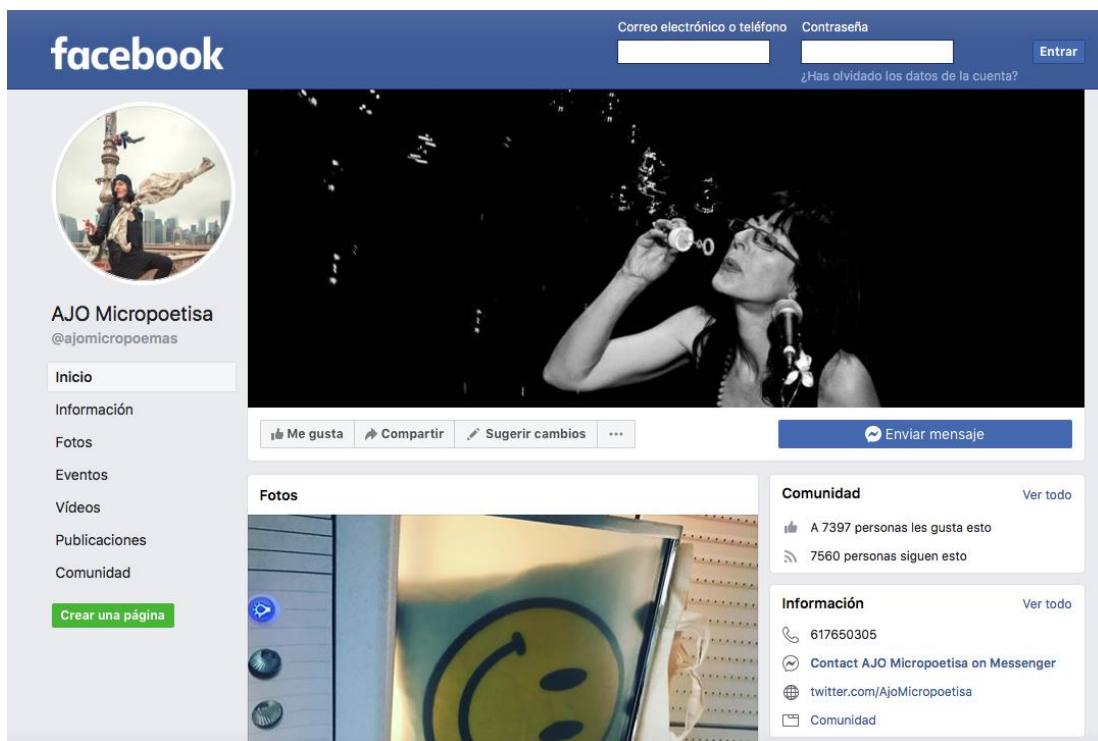 facebook
Correo electrónico o teléfono
Contraseña
Entrar
¿Has olvidado los datos de la cuenta?
AJO Micropoetisa
@ajomicropoemas
Inicio
Información
Fotos
Eventos
Vídeos
Publicaciones
Comunidad
Crear una página
Me gusta
Compartir
Sugerir cambios
...
Enviar mensaje
Fotos
Comunidad
Ver todo
A 7397 personas les gusta esto
7560 personas siguen esto
Información
Ver todo
617650305
Contact AJO Micropoetisa on Messenger
twitter.com/AjoMicropoetisa
Comunidad